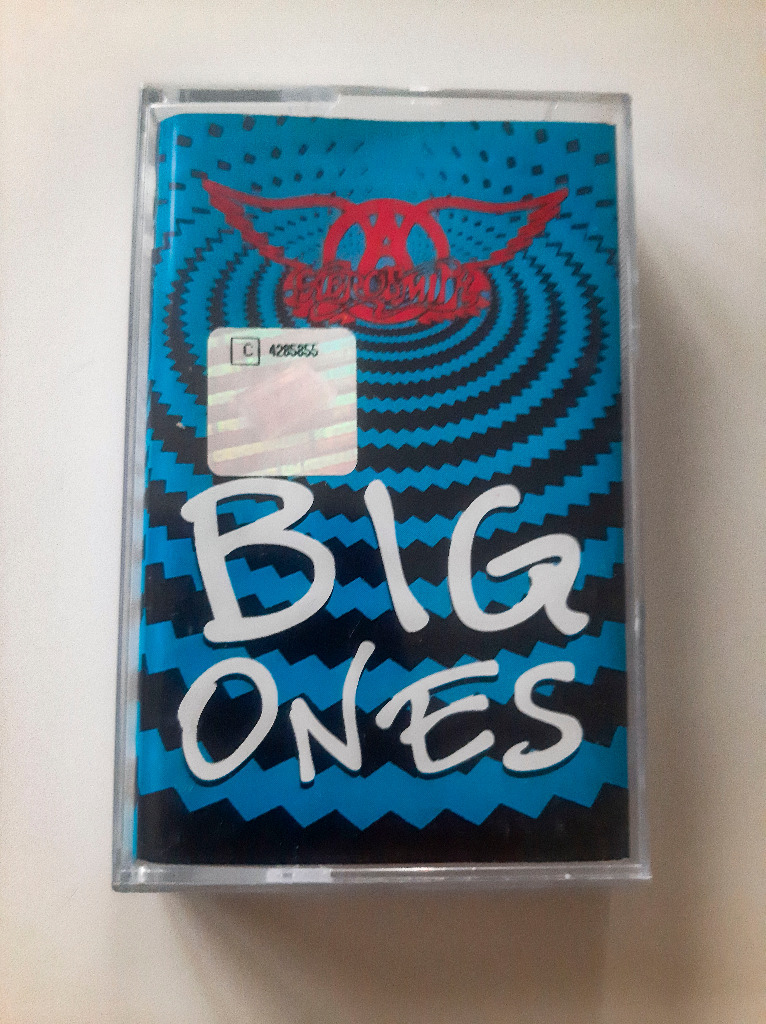 AEROSMITH
C 4285855
BIG
ONES